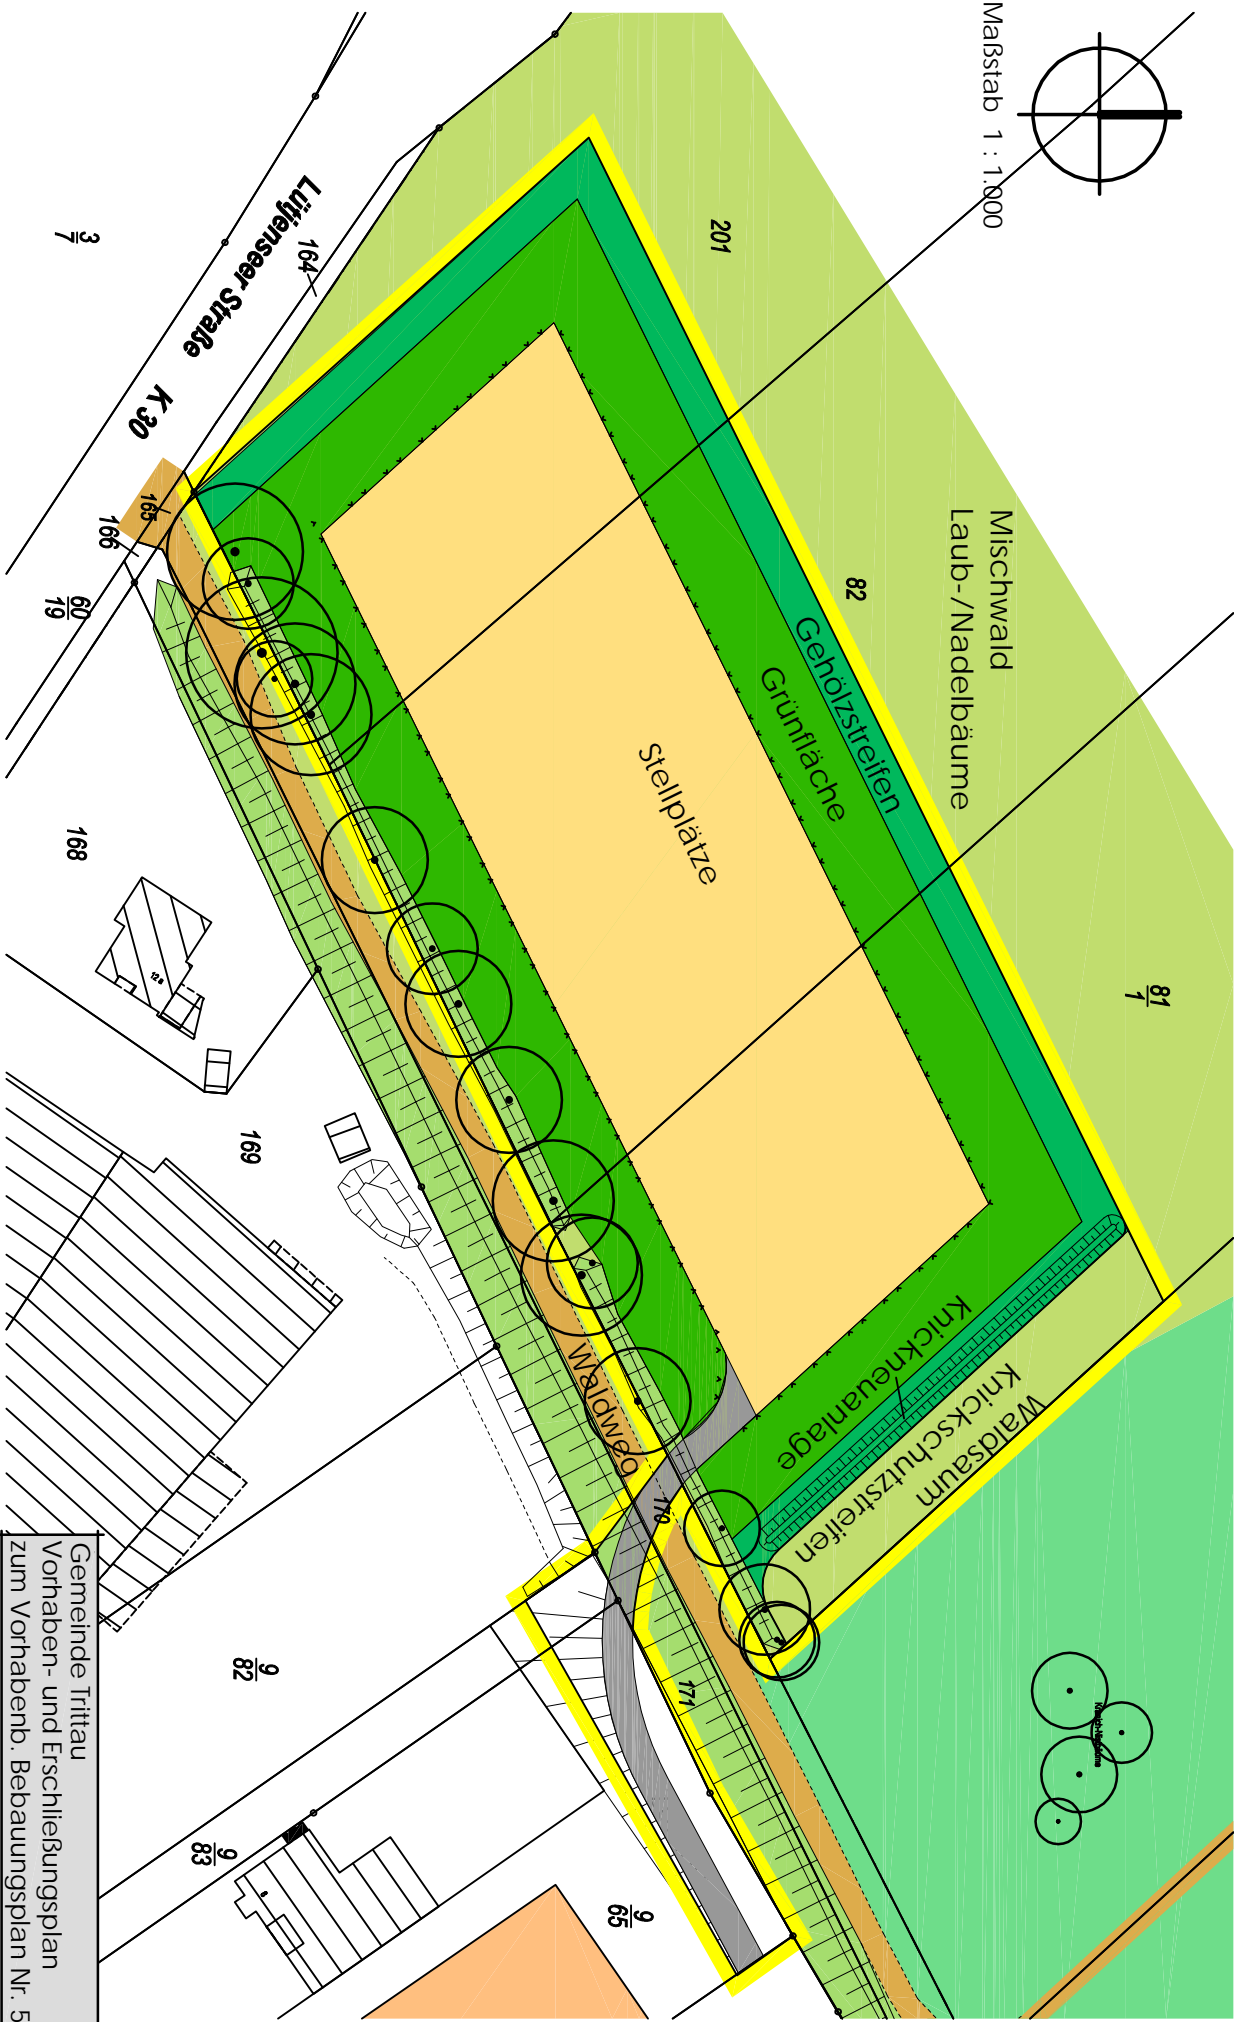 Maßstab 1 : 1.000
201
Mischwald
Laub-/Nadelbäume
82
81
1
Gehölzstreifen
Grünfläche
Stellplätze
Lütjenseer Straße K 30
164
3
7
165
166
60
19
168
12 a
169
Waldweg
Knickneuanlage
Knickschutzstreifen
Waldsaum
170
171
9
82
9
83
9
65
Gemeinde Trittau
Vorhaben- und Erschließungsplan
zum Vorhabenb. Bebauungsplan Nr. 5